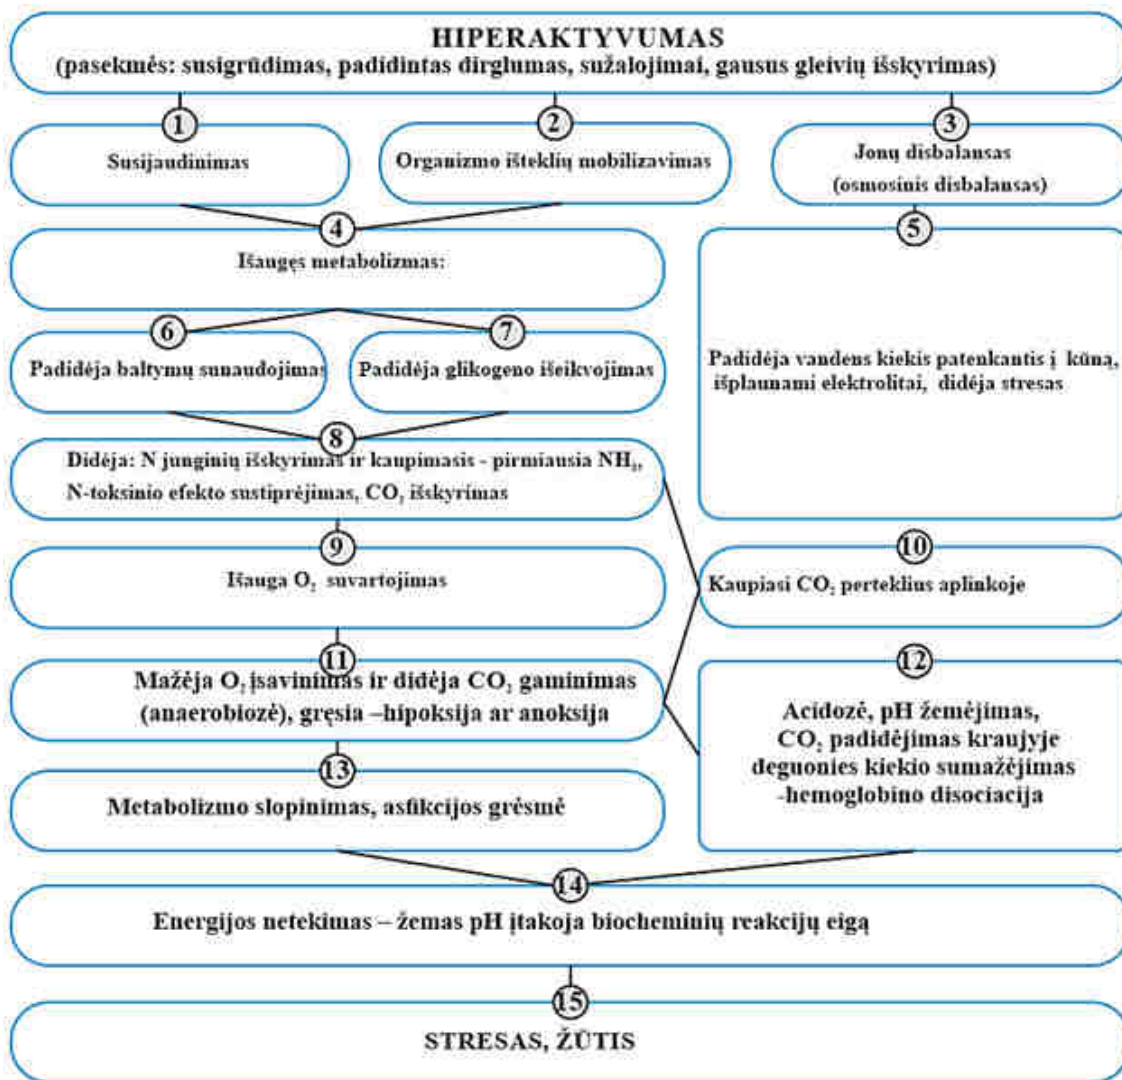 HIPERAKTYVUMAS
(pasekmės: susigrūdimas, padidintas dirglumas, sužalojimai, gausus gleivių išskyrimas)
1
Susijaudinimas
2
Organizmo išteklių mobilizavimas
3
Jonų disbalansas
(osmosinis disbalansas)
4
Išaugęs metabolizmas:
5
Padidėja vandens kiekis patenkantis į kūną,
išplaunami elektrolitai, didėja stresas
6
Padidėja baltymų sunaudojimas
7
Padidėja glikogeno išeikvojimas
8
Didėja: N junginių išskyrimas ir kaupimasis - pirmiausia NH₃,
N-toksinio efekto sustiprėjimas, CO₂ išskyrimas
9
Išauga O₂ suvartojimas
10
Kaupiasi CO₂ perteklius aplinkoje
11
Mažėja O₂ įsavinimas ir didėja CO₂ gaminimas
(anaerobiozė), gręsia –hipoksija ar anoksija
12
Acidozė, pH žemėjimas,
CO₂ padidėjimas kraujyje
deguonies kiekio sumažėjimas
-hemoglobino disociacija
13
Metabolizmo slopinimas, asfikcijos grėsmė
14
Energijos netekimas – žemas pH įtakoja biocheminių reakcijų eigą
15
STRESAS, ŽŪTIS